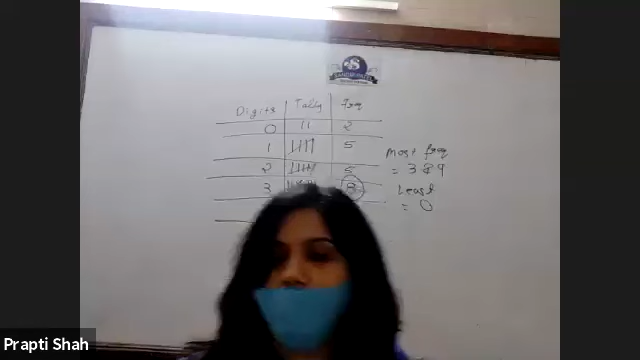 Digits Tally Freq
0 || 2
1 5
2 5
3 8
Most freq
= 3 & 9
Least
= 0
Prapti Shah